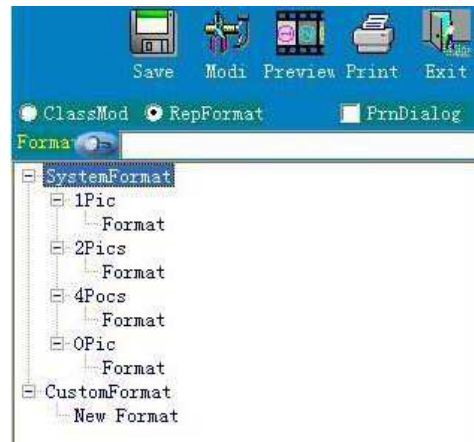 Save Modi Preview Print Exit
ClassMod RepFormat PrnDialog
Forma
SystemFormat
1Pic
Format
2Pics
Format
4Pocs
Format
0Pic
Format
CustomFormat
New Format